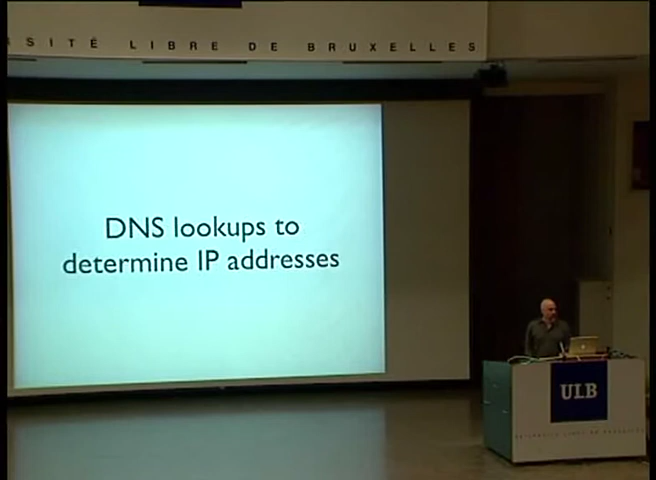 SITÉ LIBRE DE BRUXELLES
DNS lookups to
determine IP addresses
ULB